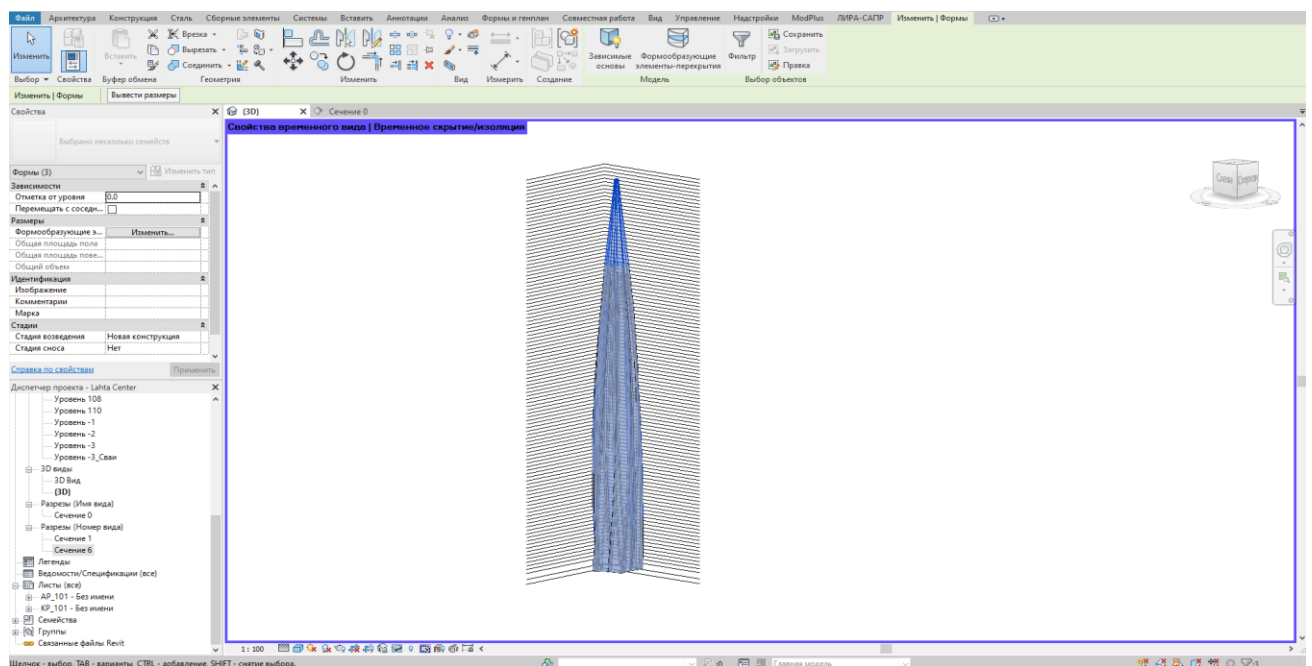 Файл Архитектура Конструкция Сталь Сборные элементы Системы Вставить Аннотации Анализ Формы и генплан Совместная работа Вид Управление Надстройки ModPlus ЛИРА-САПР Изменить | Формы
Изменить
Вставить
Врезка
Вырезать
Соединить
Зависимые основы
Формообразующие элементы-перекрытия
Фильтр
Сохранить
Загрузить
Правка
Выбор Свойства Буфер обмена Геометрия Изменить Вид Измерить Создание Модель Выбор объектов
Изменить | Формы Вывести размеры
Свойства
{3D} Сечение 0
Свойства временного вида | Временное скрытие/изоляция
Выбрано несколько семейств
Формы (3) Изменить тип
Зависимости
Отметка от уровня 0.0
Перемещать с соседн...
Размеры
Формообразующие э... Изменить...
Общая площадь пола
Общая площадь пове...
Общий объем
Идентификация
Изображение
Комментарии
Марка
Стадии
Стадия возведения Новая конструкция
Стадия сноса Нет
Справка по свойствам Применить
Диспетчер проекта - Lahta Center
Уровень 108
Уровень 110
Уровень -1
Уровень -2
Уровень -3
Уровень -3_Сваи
3D виды
3D Вид
{3D}
Разрезы (Имя вида)
Сечение 0
Разрезы (Номер вида)
Сечение 1
Сечение 6
Легенды
Ведомости/Спецификации (все)
Листы (все)
АР_101 - Без имени
КР_101 - Без имени
Семейства
Группы
Связанные файлы Revit
1 : 100
Щелчок - выбор, TAB - варианты, CTRL - добавление, SHIFT - снятие выбора.
:0
Главная модель
:3